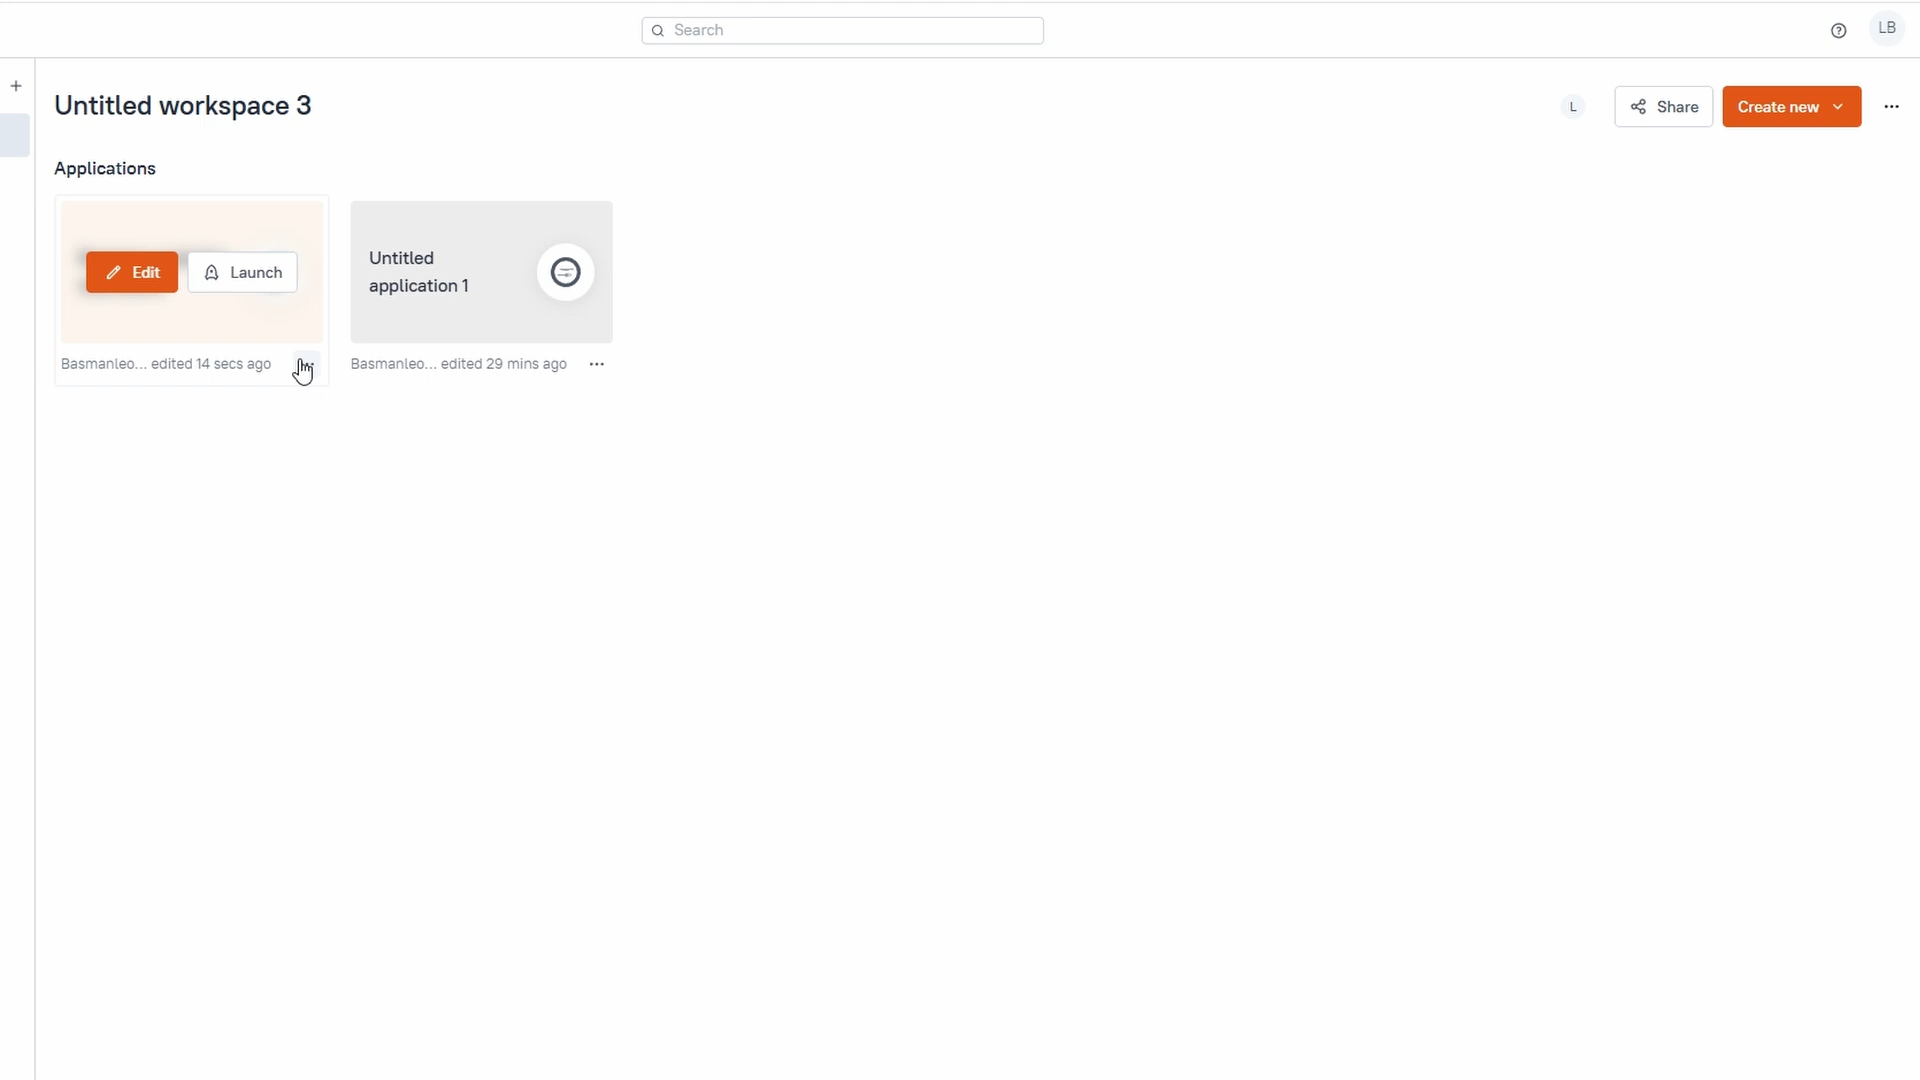 Search
LB
Untitled workspace 3
L
Share
Create new
Applications
Edit
Launch
Untitled
application 1
Basmanleo... edited 14 secs ago
Basmanleo... edited 29 mins ago